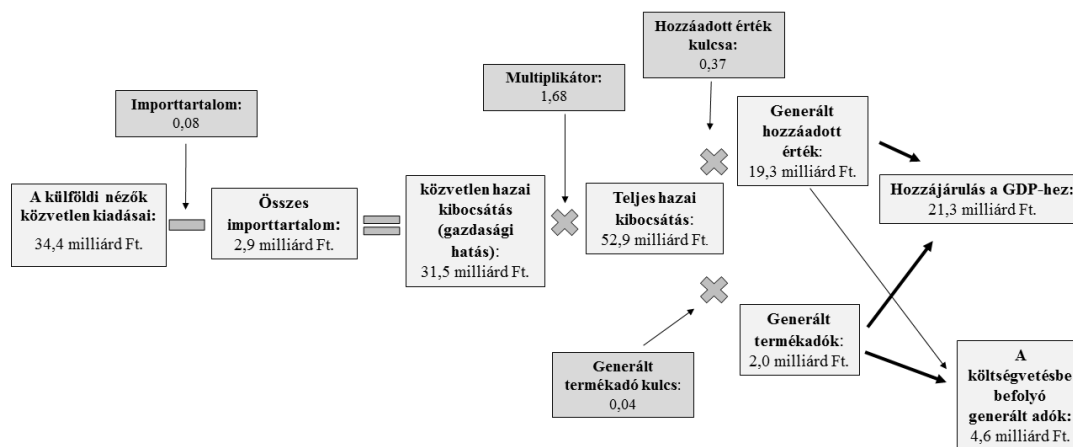 Importtartalom:
0,08
Multiplikátor:
1,68
Hozzáadott érték
kulcsa:
0,37
A külföldi nézők
közvetlen kiadásai:
34,4 milliárd Ft.
Összes
importtartalom:
2,9 milliárd Ft.
közvetlen hazai
kibocsátás
(gazdasági
hatás):
31,5 milliárd Ft.
Teljes hazai
kibocsátás:
52,9 milliárd Ft.
Generált
hozzáadott
érték:
19,3 milliárd Ft.
Hozzájárulás a GDP-hez:
21,3 milliárd Ft.
Generált
termékadó kulcs:
0,04
Generált
termékadók:
2,0 milliárd Ft.
A
költségvetésbe
befolyó
generált adók:
4,6 milliárd Ft.